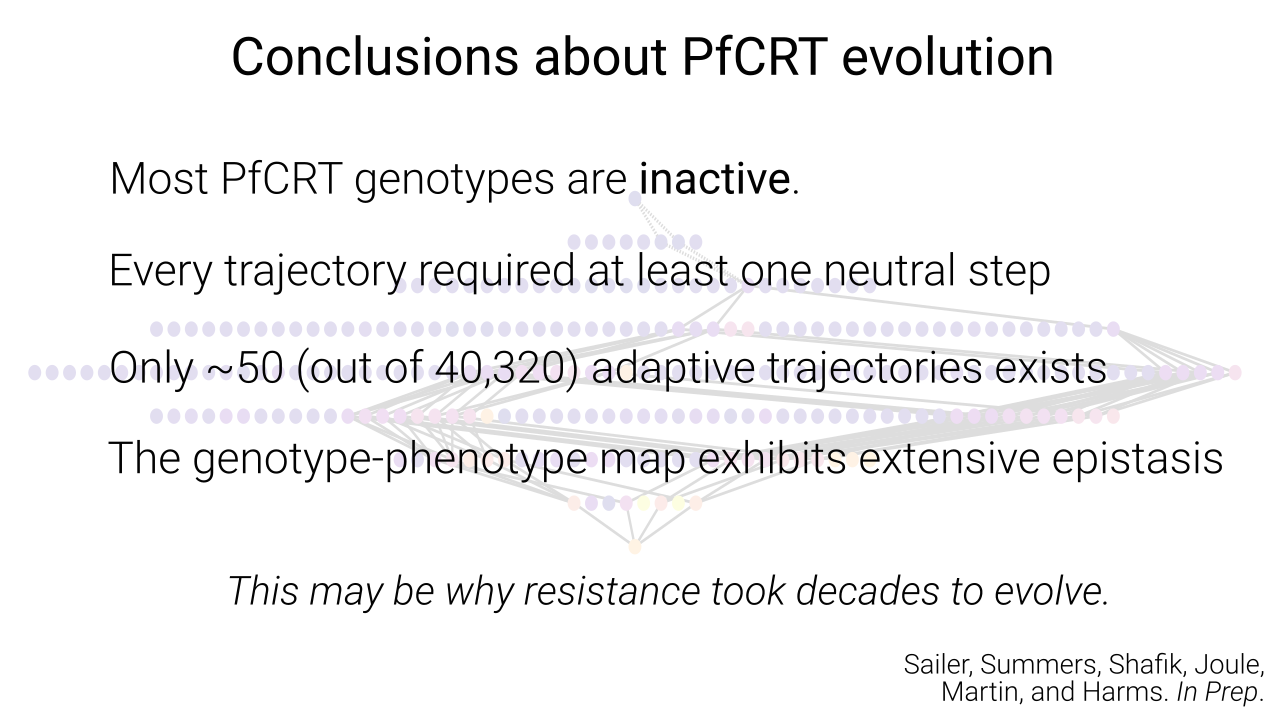 Conclusions about PfCRT evolution
Most PfCRT genotypes are inactive.
Every trajectory required at least one neutral step
Only ~50 (out of 40,320) adaptive trajectories exists
The genotype-phenotype map exhibits extensive epistasis
This may be why resistance took decades to evolve.
Sailer, Summers, Shafik, Joule,
Martin, and Harms. In Prep.